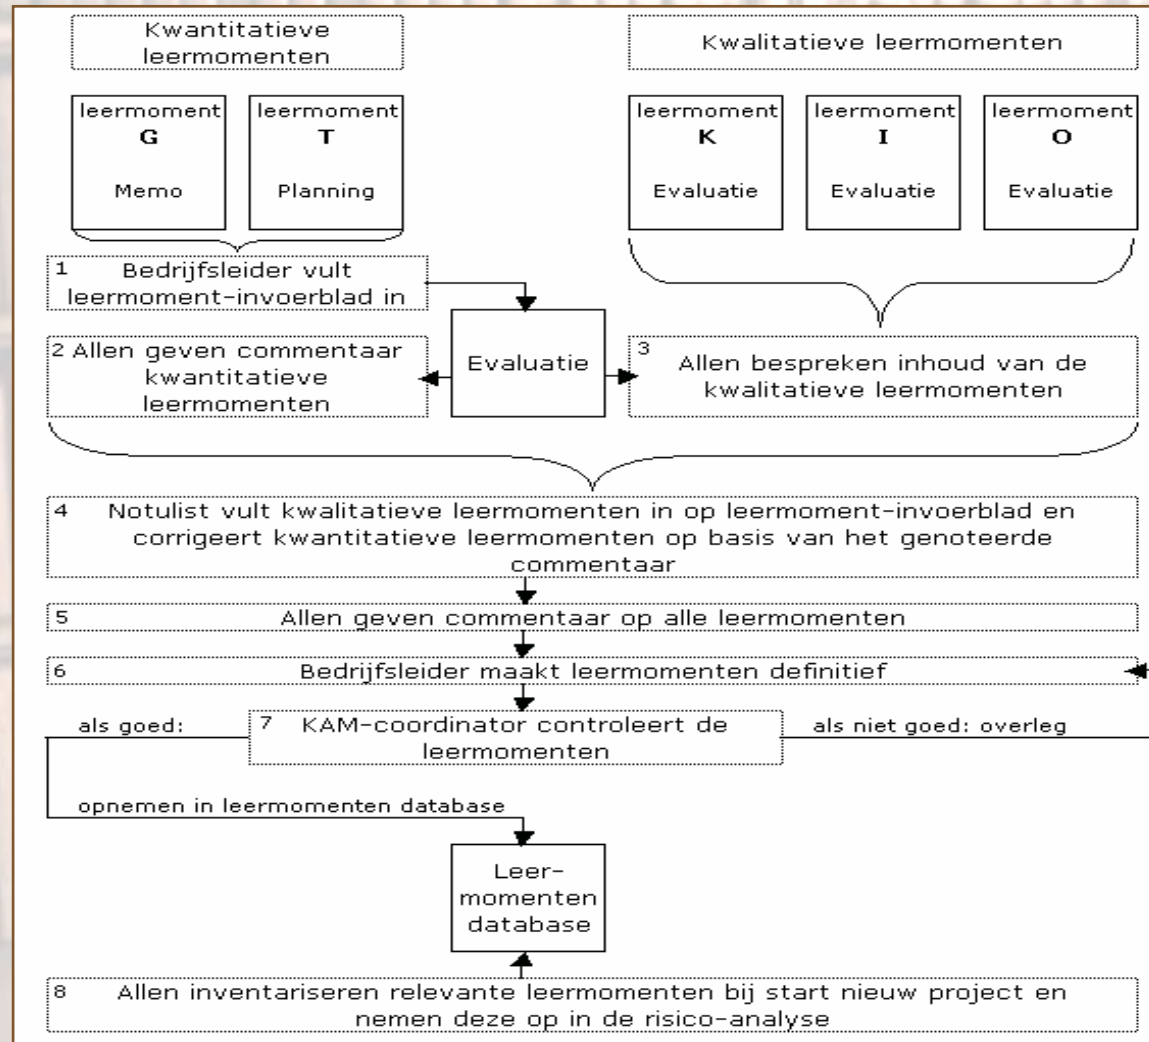 Kwantitatieve
leermomenten
Kwalitatieve leermomenten
leermoment
G
Memo
leermoment
T
Planning
leermoment
K
Evaluatie
leermoment
I
Evaluatie
leermoment
O
Evaluatie
1 Bedrijfsleider vult
leermoment-invoerblad in
2 Allen geven commentaar
kwantitatieve
leermomenten
Evaluatie
3 Allen bespreken inhoud van de
kwalitatieve leermomenten
4 Notulist vult kwalitatieve leermomenten in op leermoment-invoerblad en
corrigeert kwantitatieve leermomenten op basis van het genoteerde
commentaar
5 Allen geven commentaar op alle leermomenten
6 Bedrijfsleider maakt leermomenten definitief
als goed:
7 KAM-coordinator controleert de
leermomenten
als niet goed: overleg
opnemen in leermomenten database
Leer-
momenten
database
8 Allen inventariseren relevante leermomenten bij start nieuw project en
nemen deze op in de risico-analyse